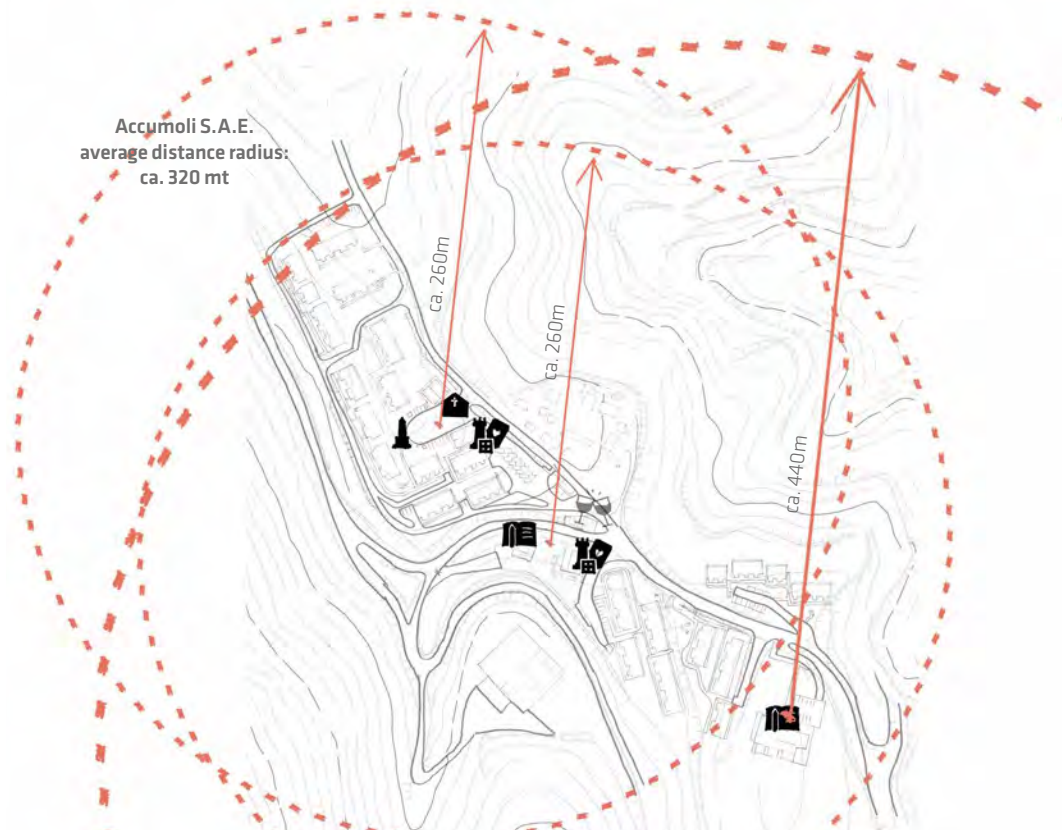 Accumoli S.A.E.
average distance radius:
ca. 320 mt
ca. 260m
ca. 260m
ca. 440m